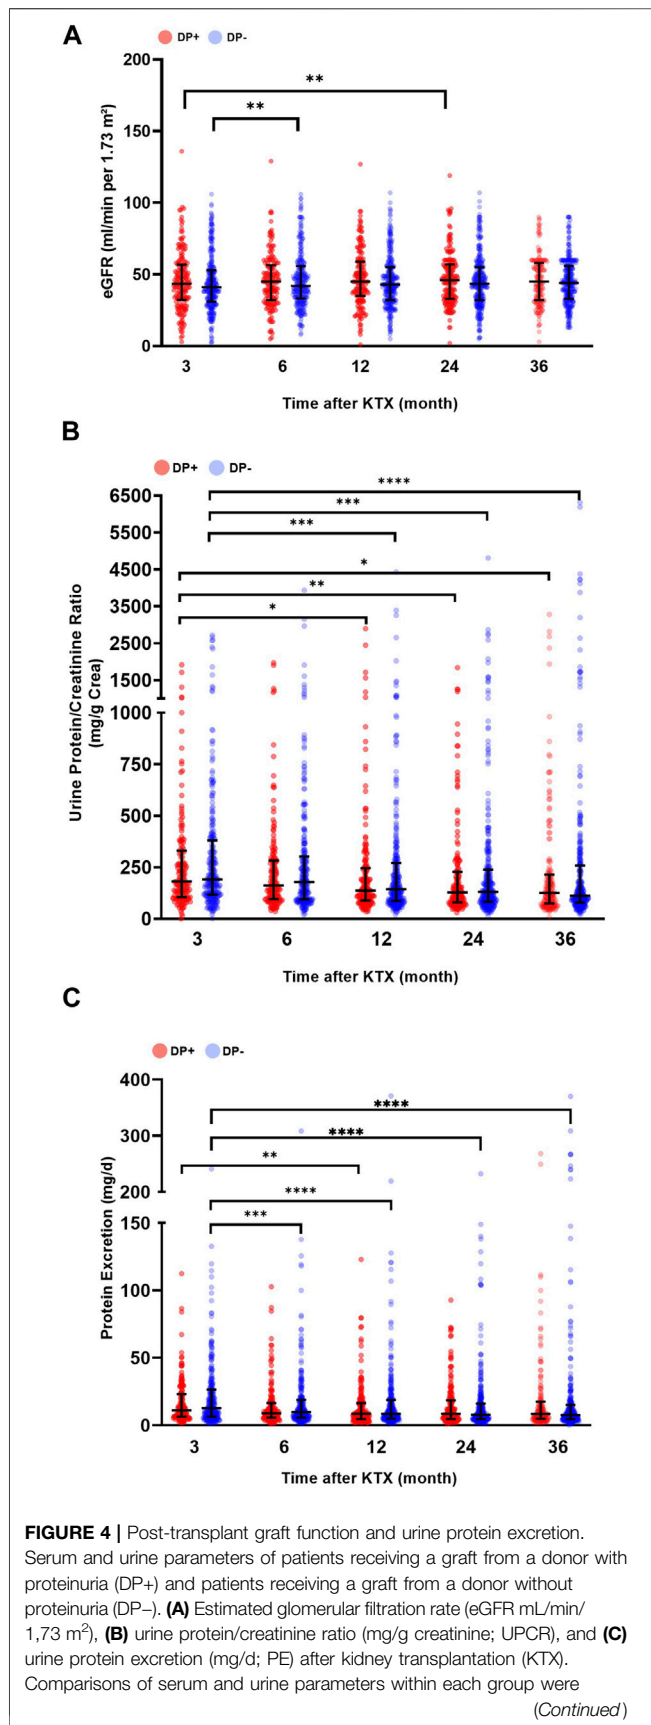 A
DP+ DP-
200
**
**
150
100
50
0
eGFR (ml/min per 1.73 m²)
3 6 12 24 36
Time after KTX (month)
B
DP+ DP-
6500
5500
4500
3500
2500
1500
1000
750
500
250
0
****
***
***
*
**
*
Urine Protein/Creatinine Ratio
(mg/g Crea)
3 6 12 24 36
Time after KTX (month)
C
DP+ DP-
400
300
200
150
100
50
0
****
****
**
****
***
Protein Excretion (mg/d)
3 6 12 24 36
Time after KTX (month)
FIGURE 4 | Post-transplant graft function and urine protein excretion.
Serum and urine parameters of patients receiving a graft from a donor with
proteinuria (DP+) and patients receiving a graft from a donor without
proteinuria (DP−). (A) Estimated glomerular filtration rate (eGFR mL/min/
1,73 m²), (B) urine protein/creatinine ratio (mg/g creatinine; UPCR), and (C)
urine protein excretion (mg/d; PE) after kidney transplantation (KTX).
Comparisons of serum and urine parameters within each group were
(Continued)